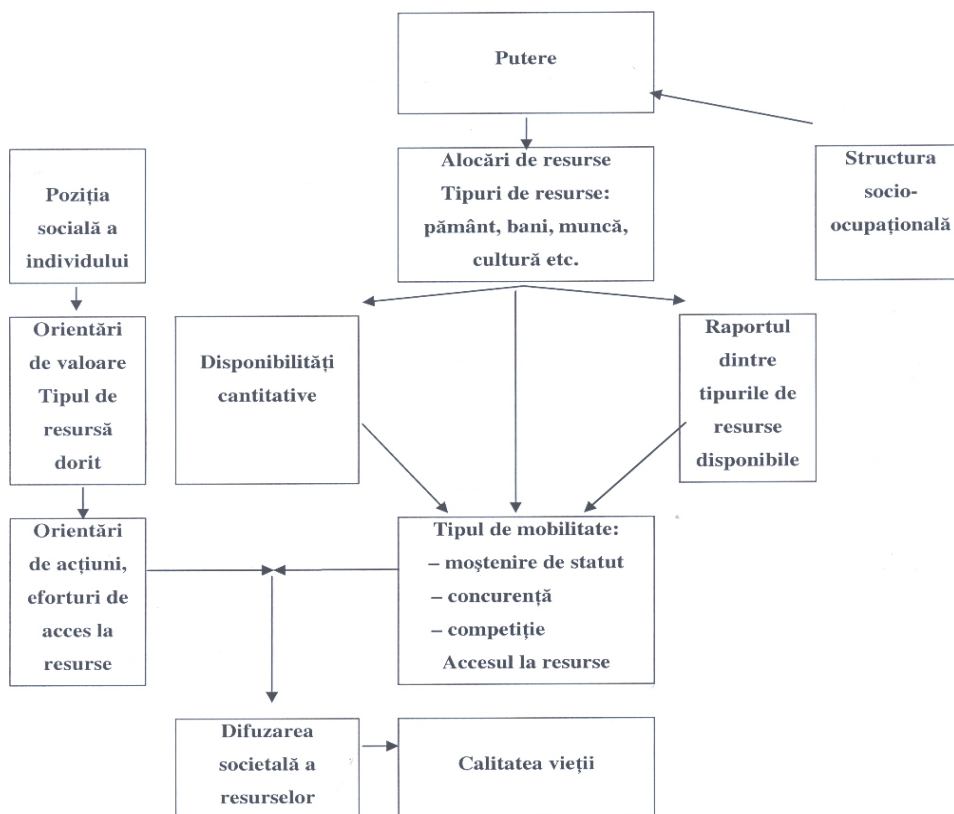 Putere
Alocări de resurse
Tipuri de resurse:
pământ, bani, muncă,
cultură etc.
Structura
socio-
ocupațională
Poziția
socială a
individului
Orientări
de valoare
Tipul de
resursă
dorit
Disponibilități
cantitative
Raportul
dintre
tipurile de
resurse
disponibile
Orientări
de acțiuni,
eforturi de
acces la
resurse
Tipul de mobilitate:
– moștenire de statut
– concurență
– competiție
Accesul la resurse
Difuzarea
societală a
resurselor
Calitatea vieții